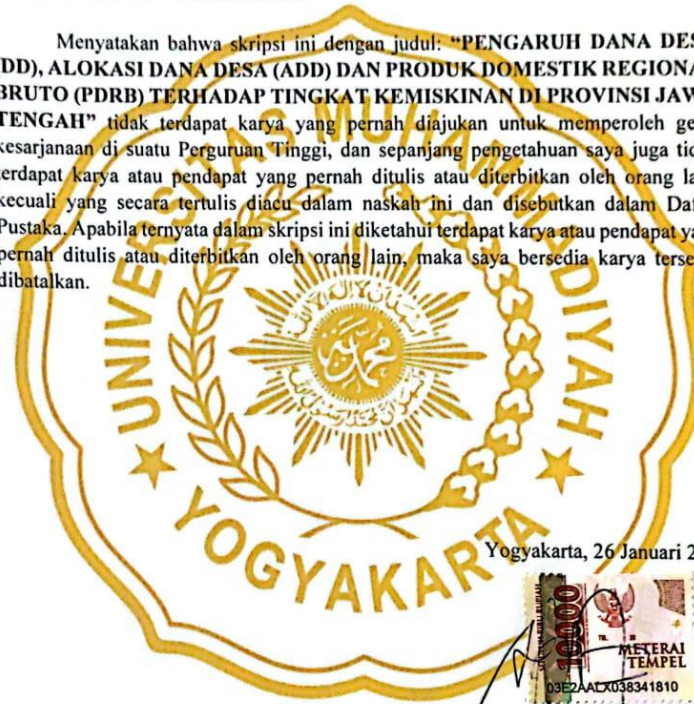 Menyatakan bahwa skripsi ini dengan judul: “PENGARUH DANA DES
(DD), ALOKASI DANA DESA (ADD) DAN PRODUK DOMESTIK REGIONA
BRUTO (PDRB) TERHADAP TINGKAT KEMISKINAN DI PROVINSI JAW
TENGAH” tidak terdapat karya yang pernah diajukan untuk memperoleh ge
kesarjanaan di suatu Perguruan Tinggi, dan sepanjang pengetahuan saya juga tid
terdapat karya atau pendapat yang pernah ditulis atau diterbitkan oleh orang la
kecuali yang secara tertulis diacu dalam naskah ini dan disebutkan dalam Daf
Pustaka. Apabila ternyata dalam skripsi ini diketahui terdapat karya atau pendapat ya
pernah ditulis atau diterbitkan oleh orang lain, maka saya bersedia karya terse
dibatalkan.
UNIVERSITAS MUHAMMADIYAH
YOGYAKARTA
محمدية
Yogyakarta, 26 Januari 2
10000
TGL. 20
METERAI
TEMPEL
03E2AALX038341810